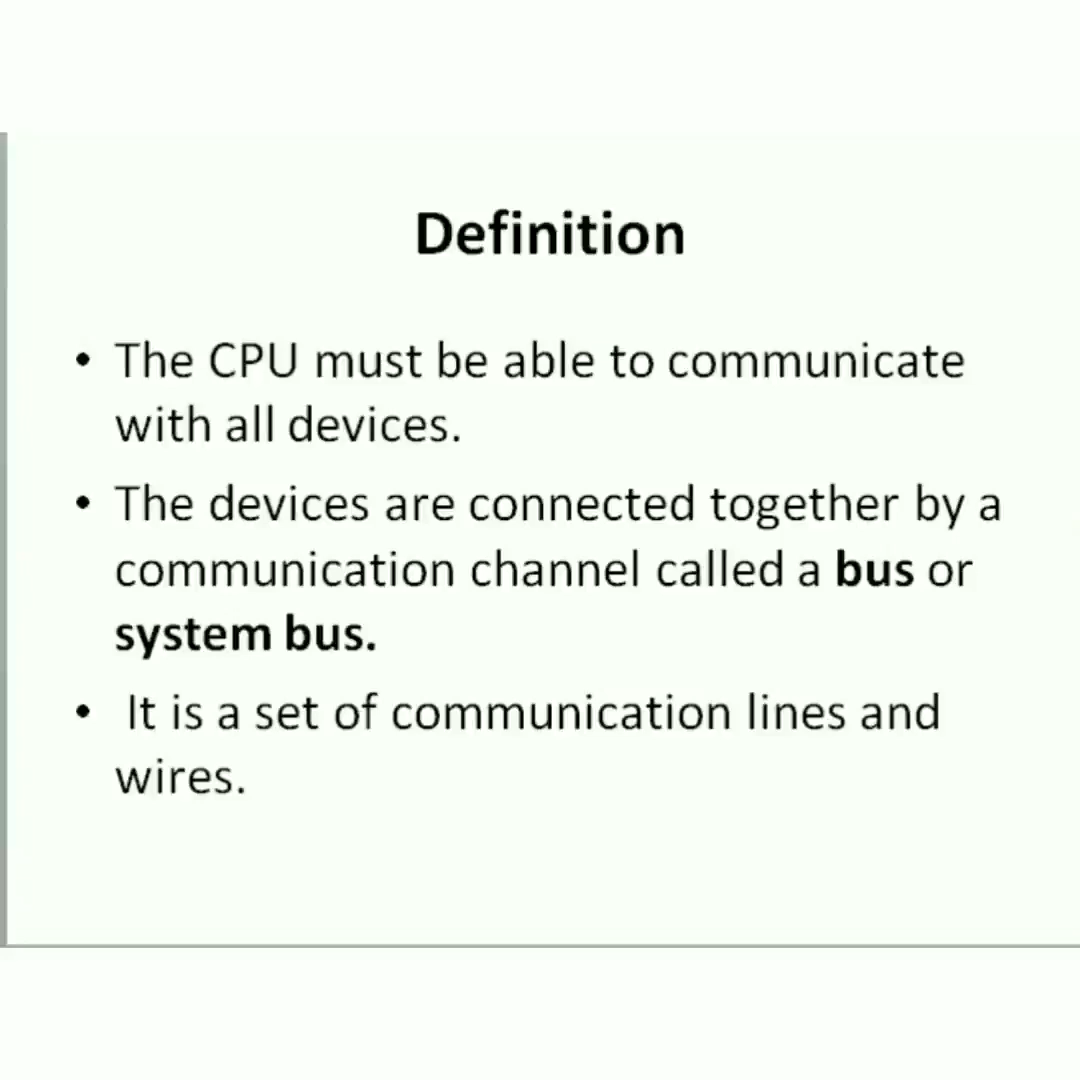 Definition
• The CPU must be able to communicate
with all devices.
• The devices are connected together by a
communication channel called a bus or
system bus.
• It is a set of communication lines and
wires.